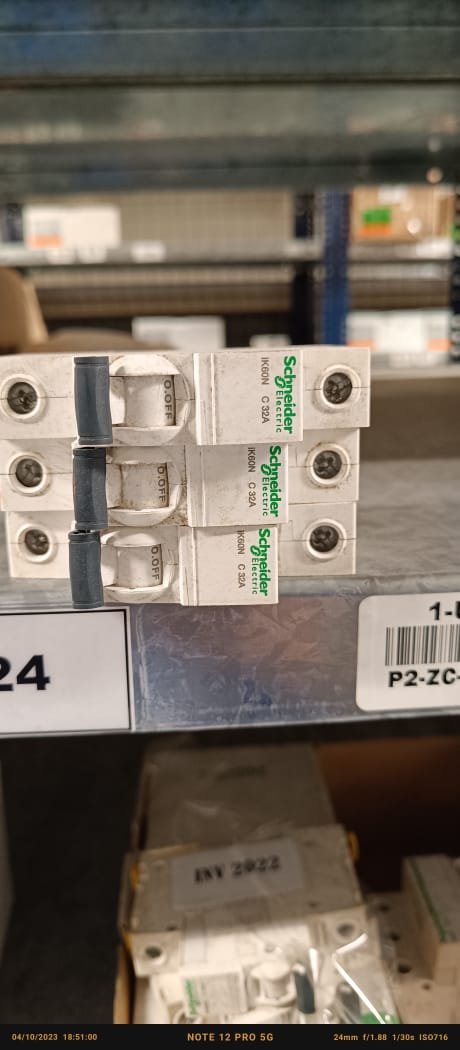 Schneider
Electric
iK60N
C 32A
O.OFF
Schneider
Electric
iK60N
C 32A
O.OFF
Schneider
Electric
iK60N
C 32A
O.OFF
24
1-
P2-ZC-
INV 2022
04/10/2023 18:51:00
NOTE 12 PRO 5G
24mm f/1.88 1/30s ISO716